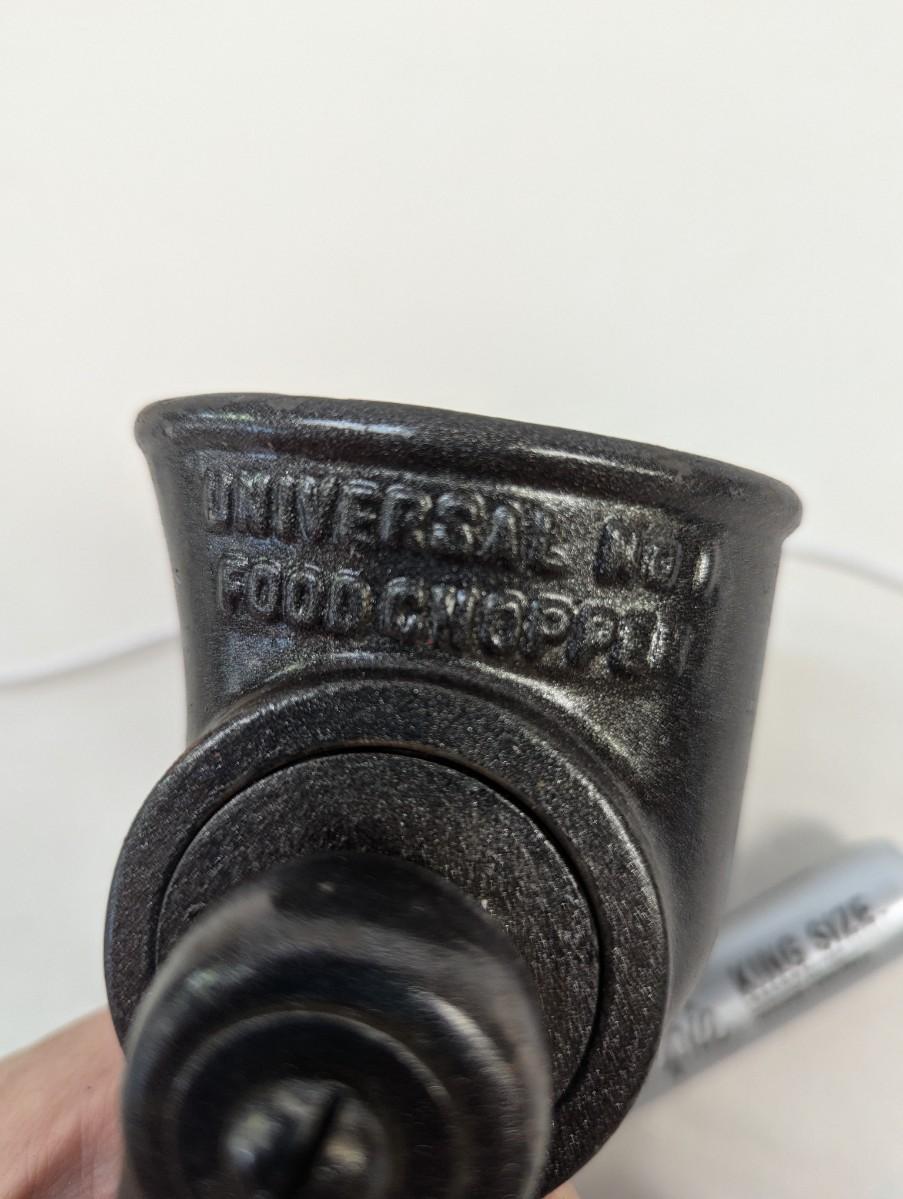 UNIVERSAL NO 1
FOOD CHOPPER
KING SIZE